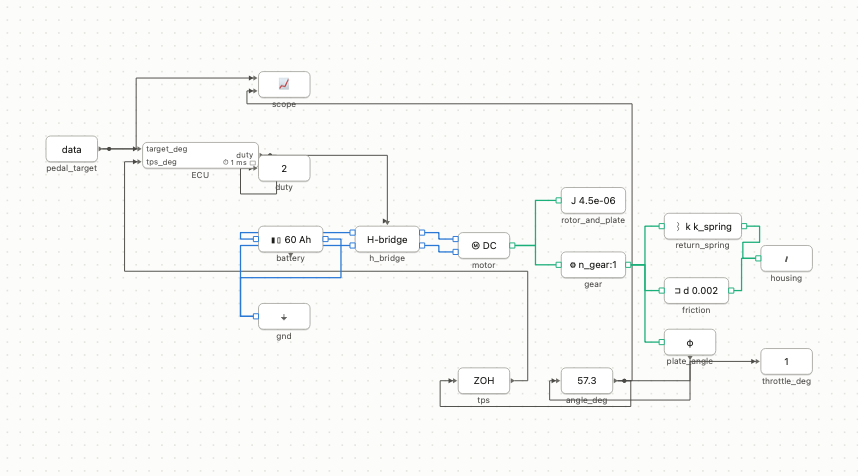 scope
data
pedal_target
target_deg
tps_deg
duty
⏱ 1 ms
ECU
2
duty
J 4.5e-06
rotor_and_plate
60 Ah
battery
H-bridge
h_bridge
M DC
motor
n_gear:1
gear
k k_spring
return_spring
housing
d 0.002
friction
gnd
ϕ
plate_angle
1
throttle_deg
ZOH
tps
57.3
angle_deg